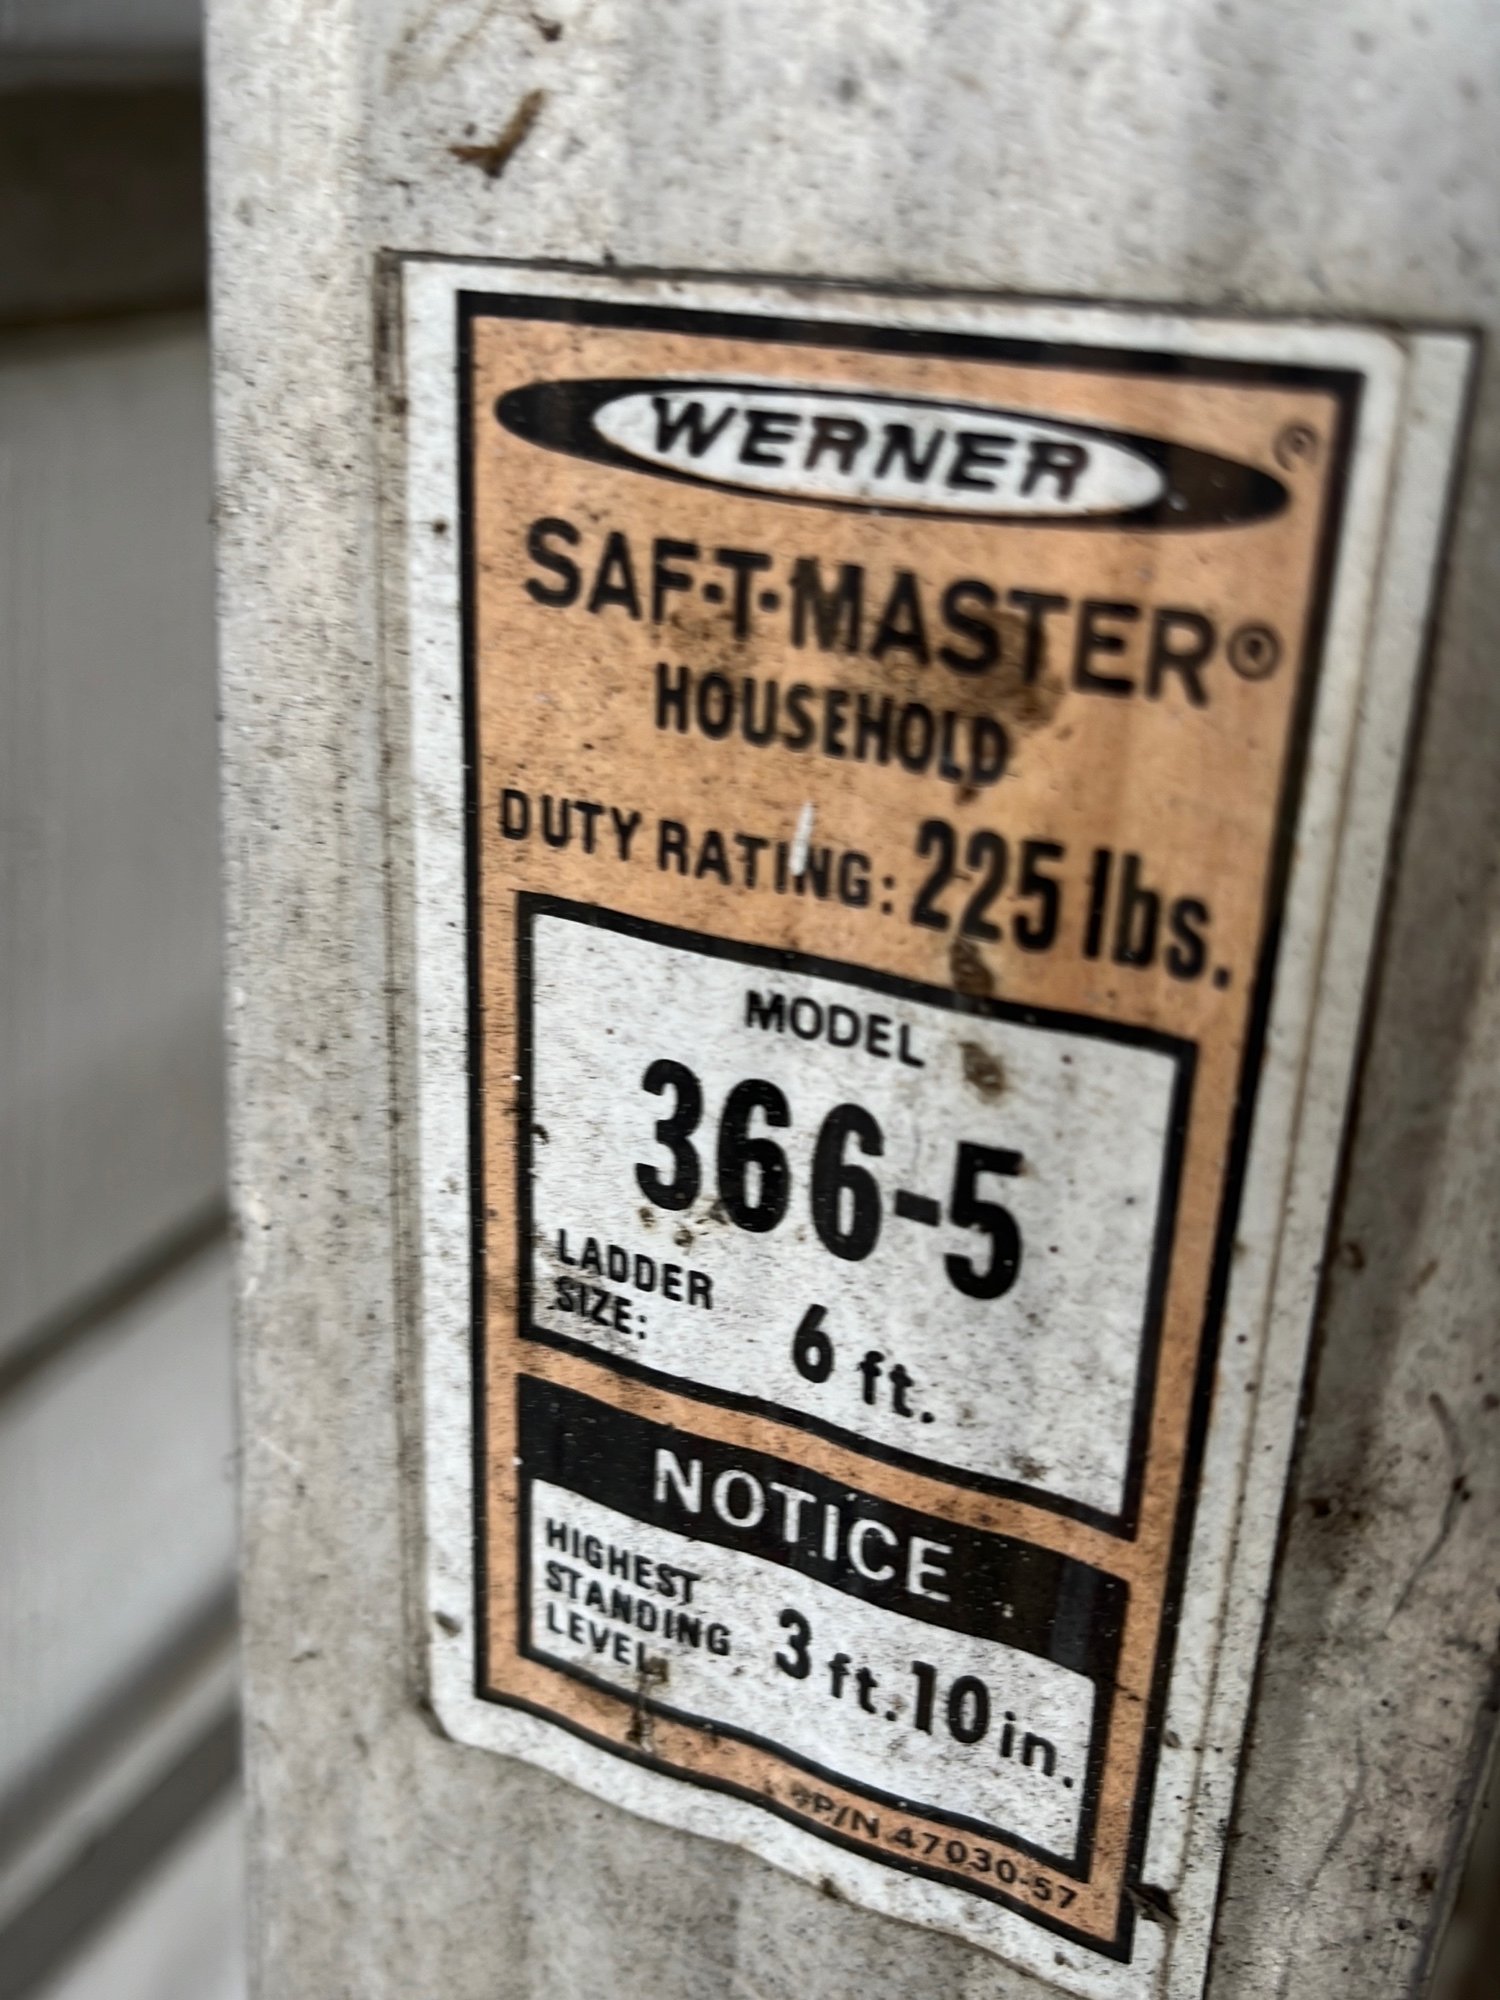 WERNER ®
SAF·T·MASTER®
HOUSEHOLD
DUTY RATING: 225 lbs.
MODEL
366-5
LADDER
SIZE: 6 ft.
NOTICE
HIGHEST
STANDING
LEVEL: 3 ft. 10 in.
P/N 47030-57